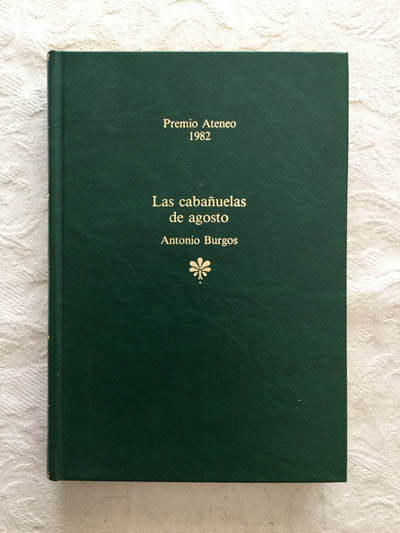 Premio Ateneo
1982
Las cabañuelas
de agosto
Antonio Burgos